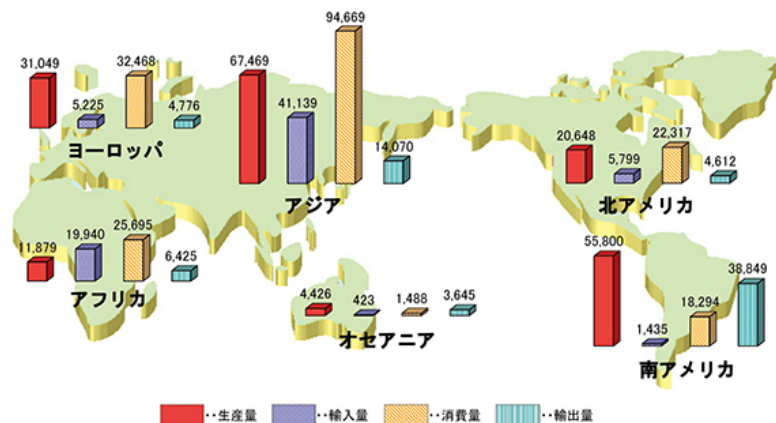 31,049
5,225
32,468
4,776
ヨーロッパ
67,469
41,139
94,669
14,070
アジア
20,648
5,799
22,317
4,612
北アメリカ
11,879
19,940
25,695
6,425
アフリカ
4,426
423
1,488
3,645
オセアニア
55,800
1,435
18,294
38,849
南アメリカ
‥生産量
‥輸入量
‥消費量
‥輸出量